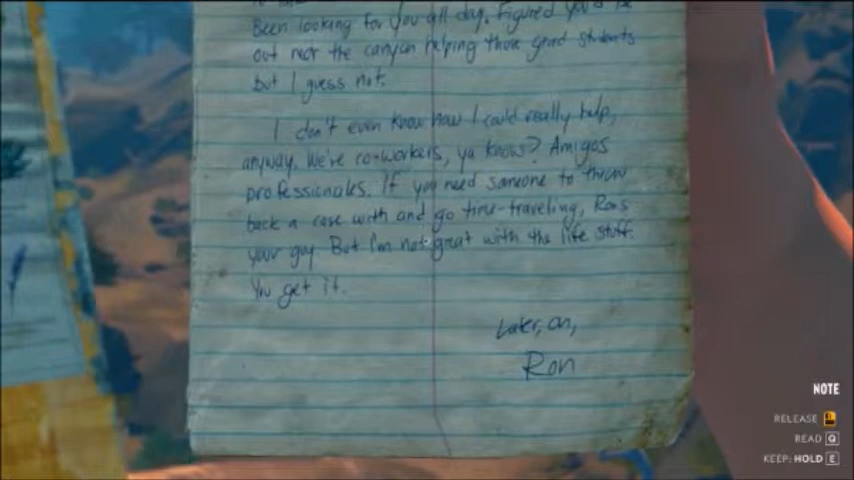 Been looking for you all day. Figured you'd be
out near the canyon helping those grad students
but I guess not.
I don't even know how I could really help,
anyway. We're co-workers, ya know? Amigos
professionales. If you need someone to throw
back a case with and go time-traveling, Ron's
your guy. But I'm not great with the life stuff.
You get it.
Later, on,
Ron
NOTE
RELEASE
READ Q
KEEP: HOLD E